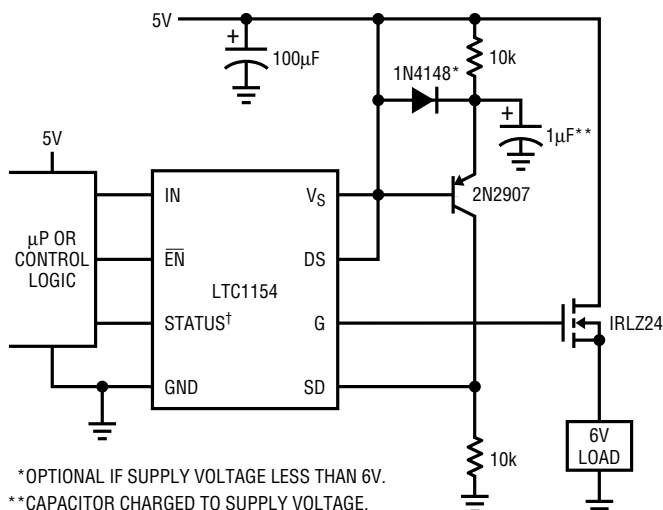 5V
100μF
10k
1N4148*
1μF**
5V
μP OR
CONTROL
LOGIC
IN
EN
STATUS†
GND
LTC1154
VS
DS
G
SD
2N2907
IRLZ24
10k
6V
LOAD
*OPTIONAL IF SUPPLY VOLTAGE LESS THAN 6V.
**CAPACITOR CHARGED TO SUPPLY VOLTAGE.